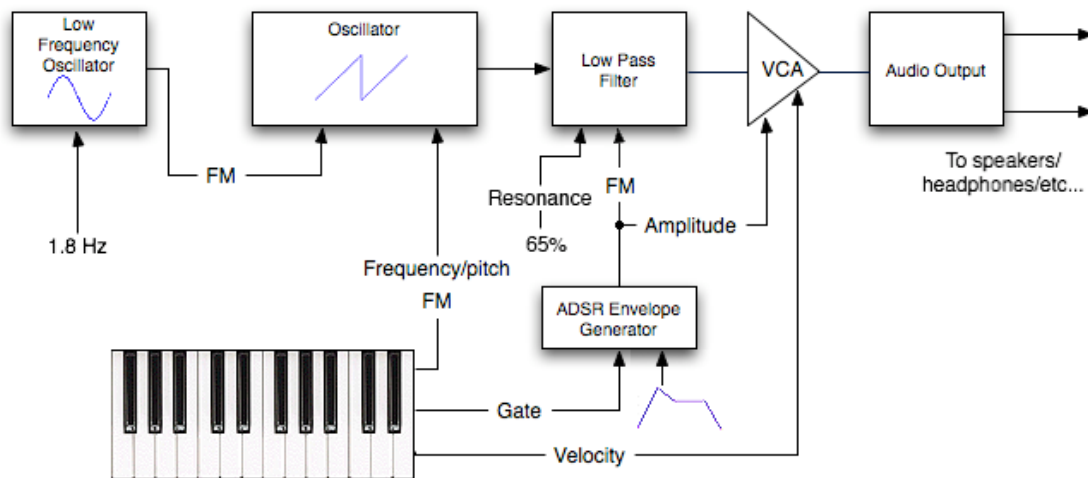 Low
Frequency
Oscillator
Oscillator
Low Pass
Filter
VCA
Audio Output
FM
To speakers/
headphones/etc...
Resonance
FM
1.8 Hz
65%
Amplitude
Frequency/pitch
FM
ADSR Envelope
Generator
Gate
Velocity